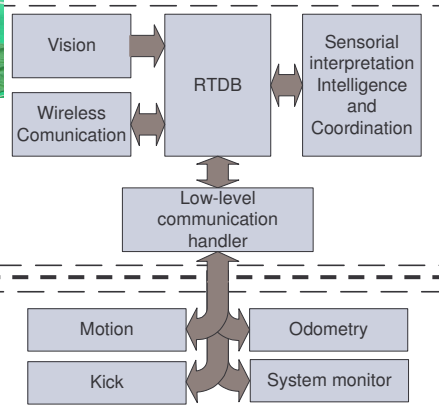 Vision
Wireless
Comunication
RTDB
Sensorial
interpretation
Intelligence
and
Coordination
Low-level
communication
handler
Motion
Odometry
Kick
System monitor